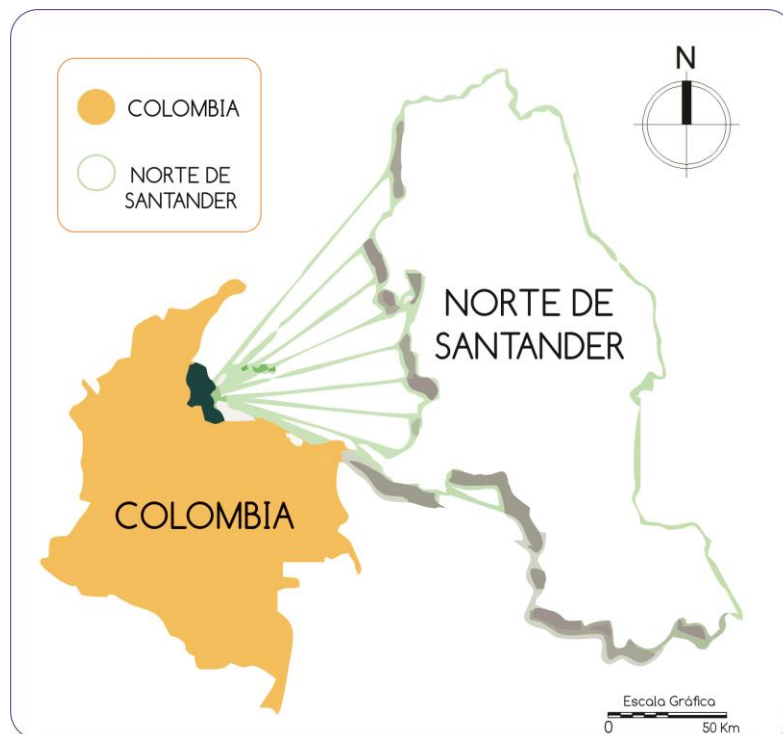 N
COLOMBIA
NORTE DE
SANTANDER
NORTE DE
SANTANDER
COLOMBIA
Escala Gráfica
0 50 Km